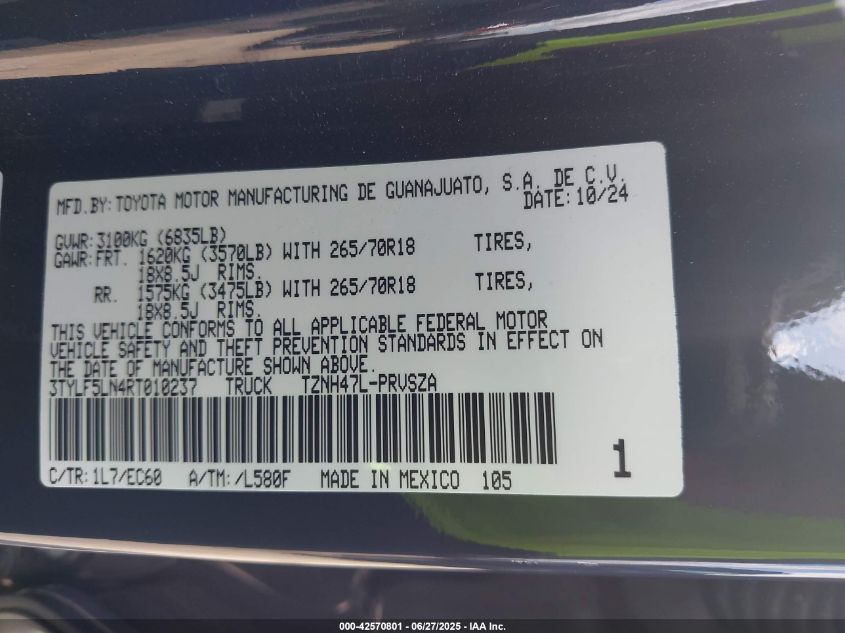 MFD.BY: TOYOTA MOTOR MANUFACTURING DE GUANAJUATO, S.A. DE C.V.
DATE: 10/24
GVWR: 3100KG (6835LB)
GAWR: FRT. 1620KG (3570LB) WITH 265/70R18 TIRES,
18X8.5J RIMS.
RR. 1575KG (3475LB) WITH 265/70R18 TIRES,
18X8.5J RIMS.
THIS VEHICLE CONFORMS TO ALL APPLICABLE FEDERAL MOTOR
VEHICLE SAFETY AND THEFT PREVENTION STANDARDS IN EFFECT ON
THE DATE OF MANUFACTURE SHOWN ABOVE.
3TYLF5LN4RT010237 TRUCK TZNH47L-PRVSZA
C/TR: 1L7/EC60 A/TM: /L580F MADE IN MEXICO 105
1
000-42570801 - 06/27/2025 - IAA Inc.